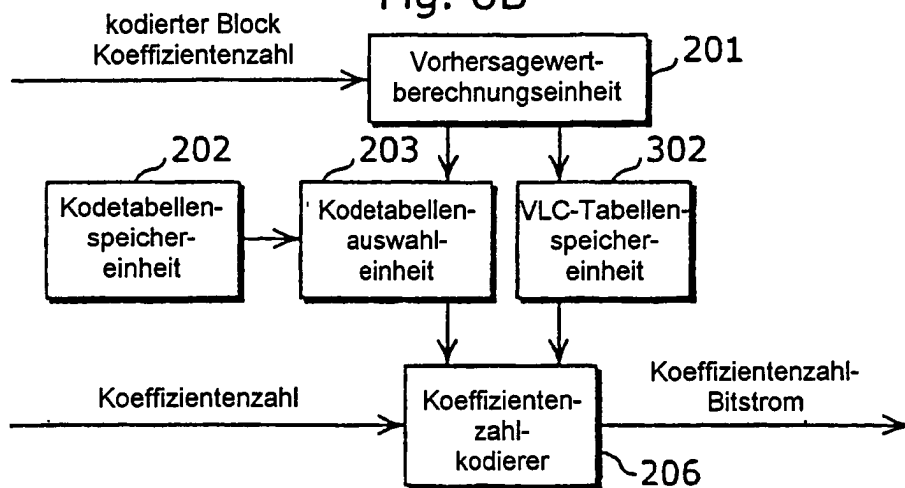 Fig.
kodierter Block
Koeffizientenzahl
Vorhersagewert-
berechnungseinheit
201
202
203
302
Kodetabellen-
speicher-
einheit
Kodetabellen-
auswahl-
einheit
VLC-Tabellen-
speicher-
einheit
Koeffizientenzahl
Koeffizienten-
zahl-
kodierer
Koeffizientenzahl-
Bitstrom
206